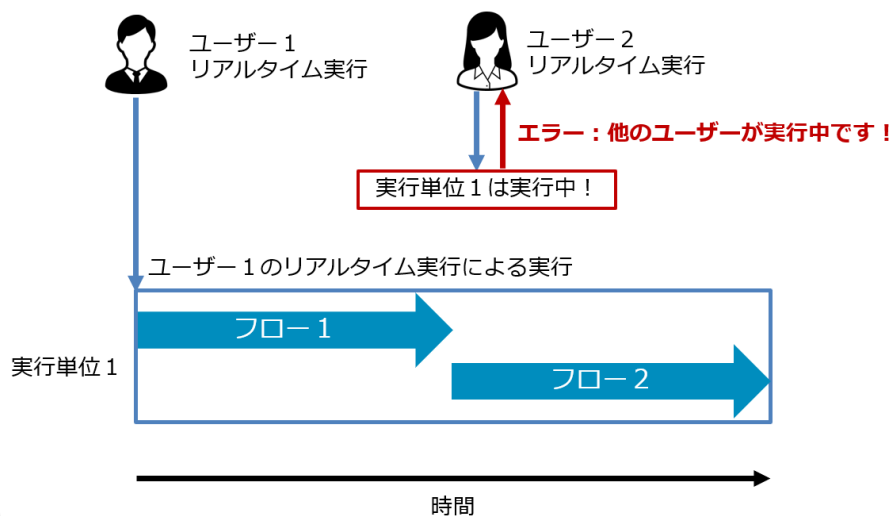 ユーザー１
リアルタイム実行
ユーザー２
リアルタイム実行
エラー：他のユーザーが実行中です！
実行単位１は実行中！
ユーザー１のリアルタイム実行による実行
フロー１
実行単位１
フロー２
時間